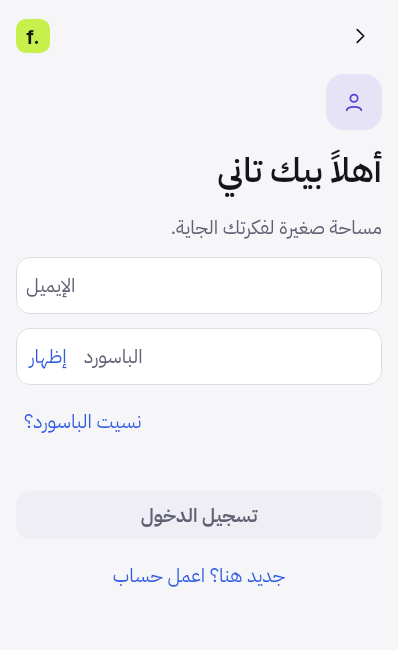 f.
أهلاً بيك تاني
مساحة صغيرة لفكرتك الجاية.
الإيميل
الباسورد إظهار
نسيت الباسورد؟
تسجيل الدخول
جديد هنا؟ اعمل حساب